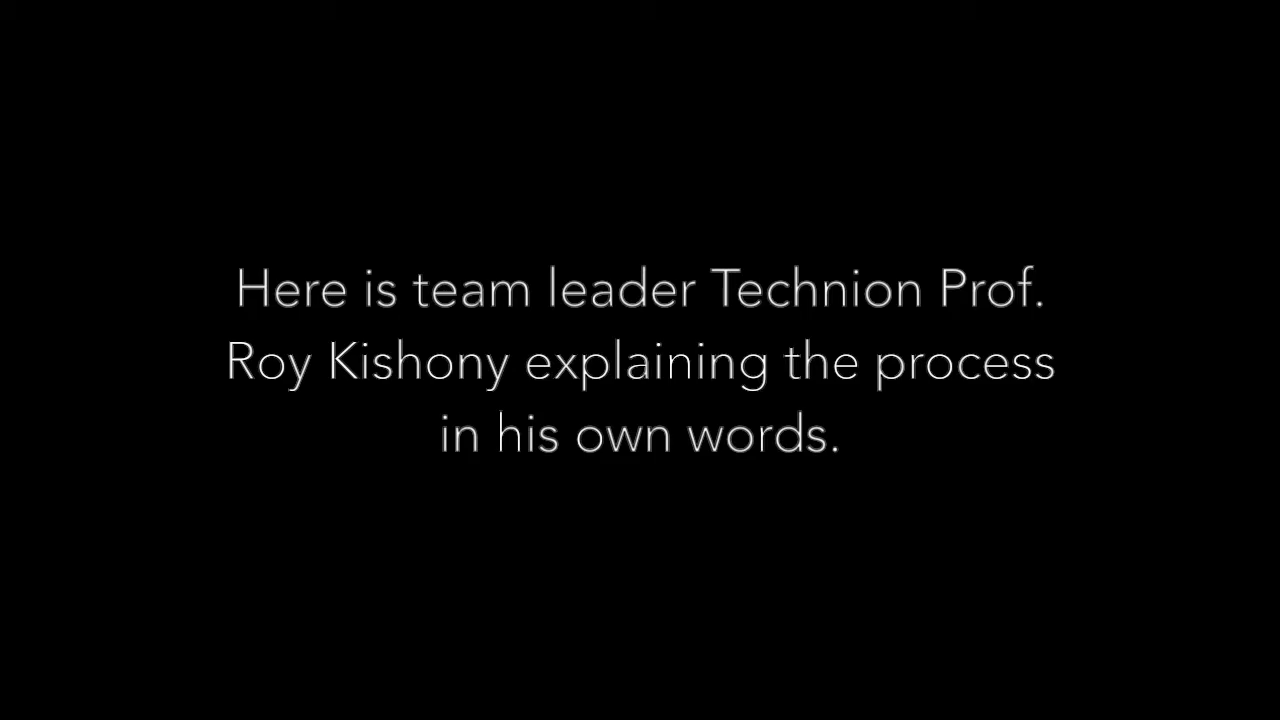 Here is team leader Technion Prof.
Roy Kishony explaining the process
in his own words.